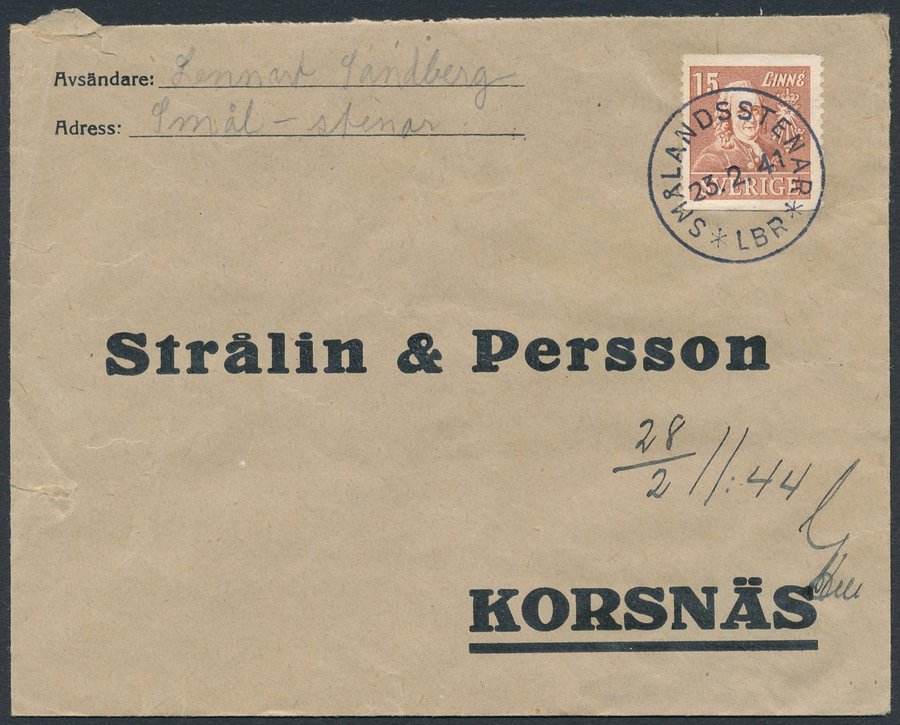 Avsändare: Lennart Sandberg
Adress: Smål-stenar
15 LINNÉ
SVERIGE
SMÅLANDSSTENAR
23.2.41
* LBR *
Strålin & Persson
28/2 11:44
KORSNÄS